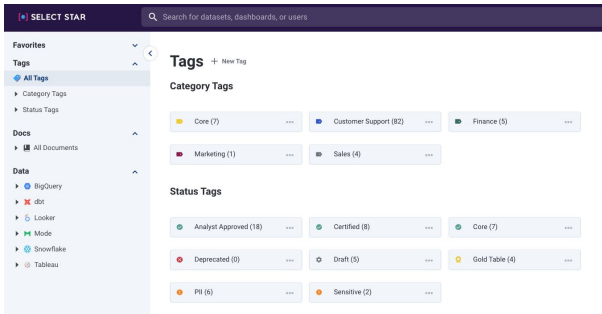 SELECT STAR
Search for datasets, dashboards, or users
Favorites
Tags
All Tags
Category Tags
Status Tags
Docs
All Documents
Data
BigQuery
dbt
Looker
Mode
Snowflake
Tableau
Tags + New Tag
Category Tags
Core (7)
Customer Support (82)
Finance (5)
Marketing (1)
Sales (4)
Status Tags
Analyst Approved (18)
Certified (8)
Core (7)
Deprecated (0)
Draft (5)
Gold Table (4)
PII (6)
Sensitive (2)